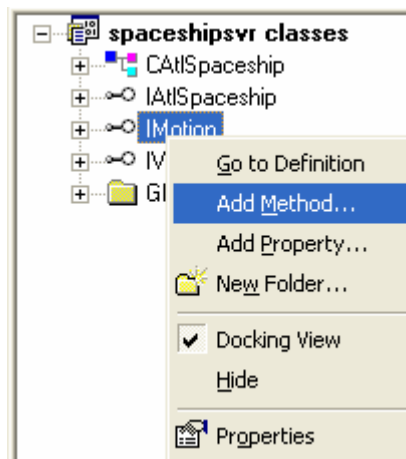 spaceshipsvr classes
CAtlSpaceship
IAtlSpaceship
IMotion
IV
Gl
Go to Definition
Add Method...
Add Property...
New Folder...
Docking View
Hide
Properties